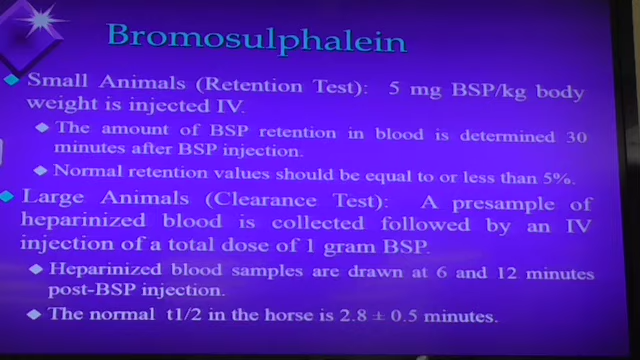 Bromosulphalein
Small Animals (Retention Test): 5 mg BSP/kg body
weight is injected IV.
The amount of BSP retention in blood is determined 30
minutes after BSP injection.
Normal retention values should be equal to or less than 5%.
Large Animals (Clearance Test): A presample of
heparinized blood is collected followed by an IV
injection of a total dose of 1 gram BSP.
Heparinized blood samples are drawn at 6 and 12 minutes
post-BSP injection.
The normal t1/2 in the horse is 2.8 ± 0.5 minutes.